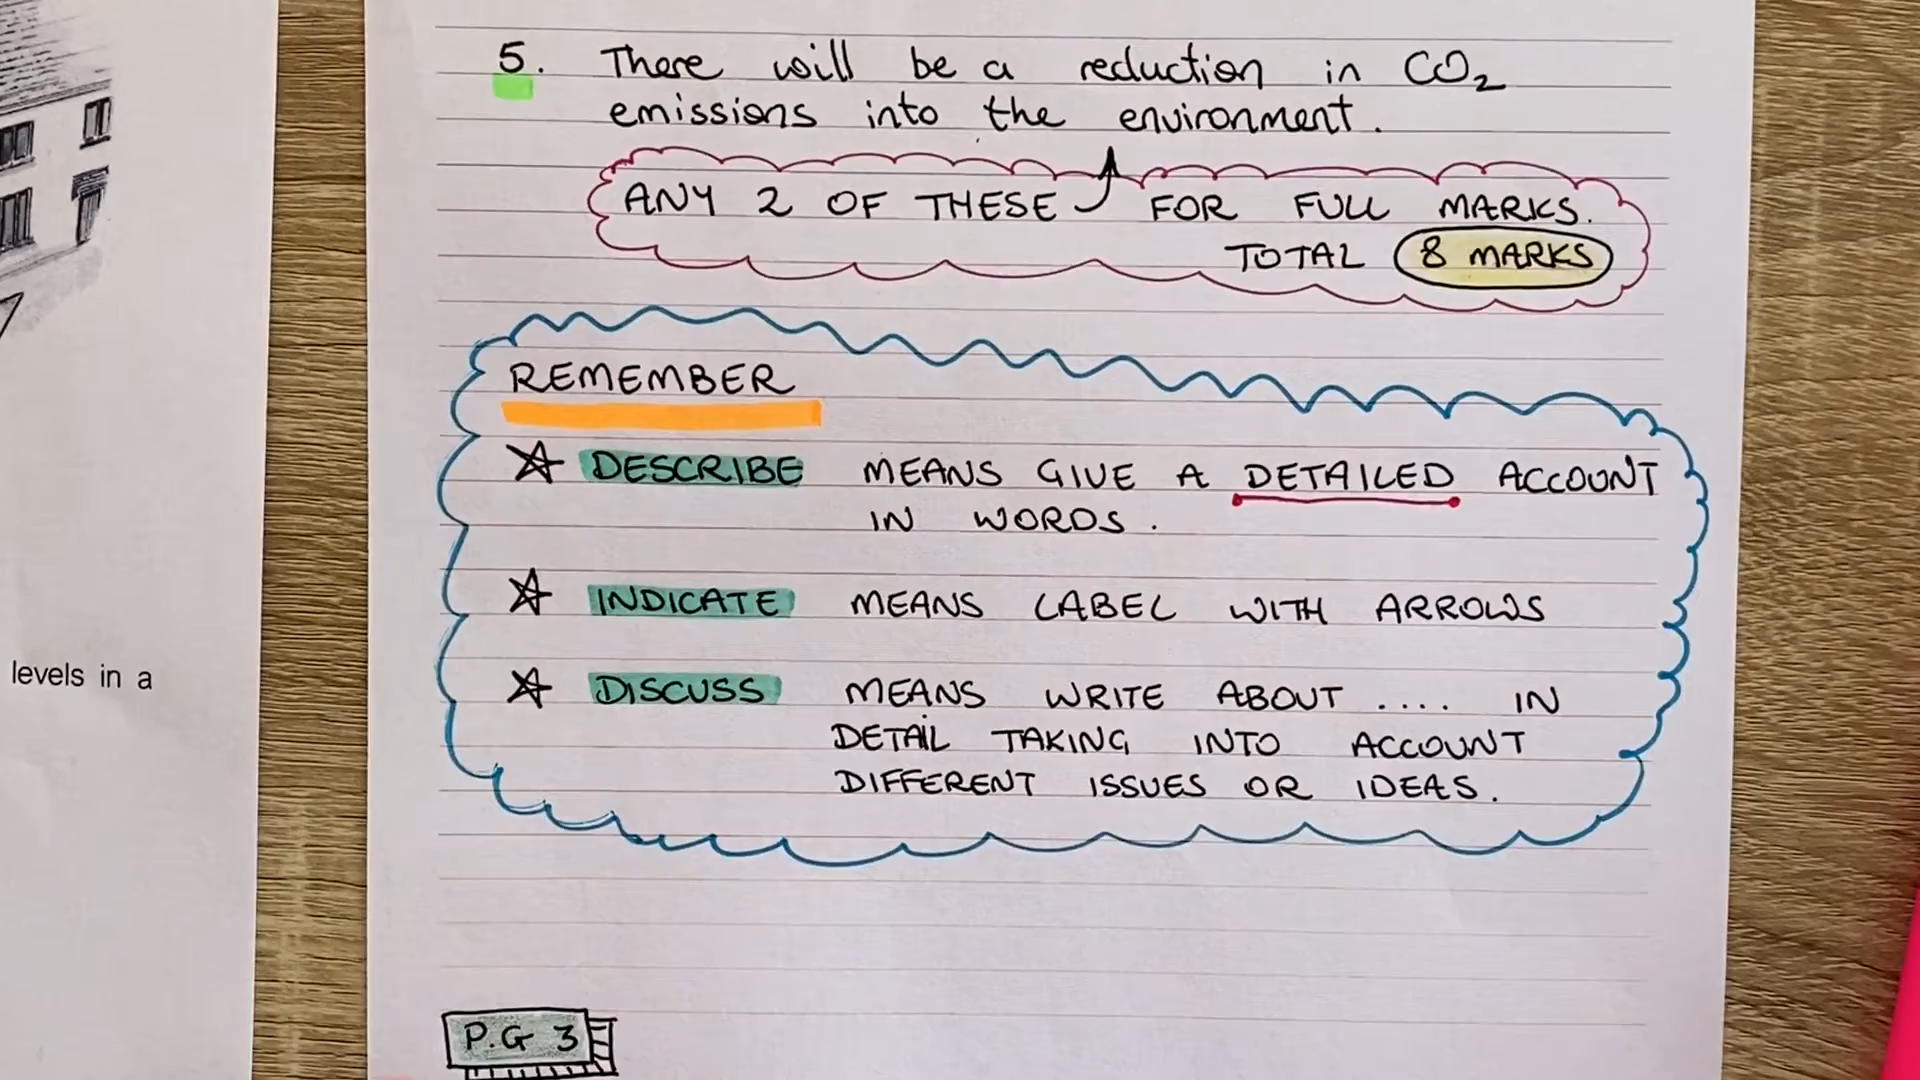 5. There will be a reduction in CO₂
emissions into the environment.
ANY 2 OF THESE FOR FULL MARKS.
TOTAL 8 MARKS
REMEMBER
DESCRIBE MEANS GIVE A DETAILED ACCOUNT
IN WORDS.
INDICATE MEANS LABEL WITH ARROWS
DISCUSS MEANS WRITE ABOUT .... IN
DETAIL TAKING INTO ACCOUNT
DIFFERENT ISSUES OR IDEAS.
levels in a
P.G 3